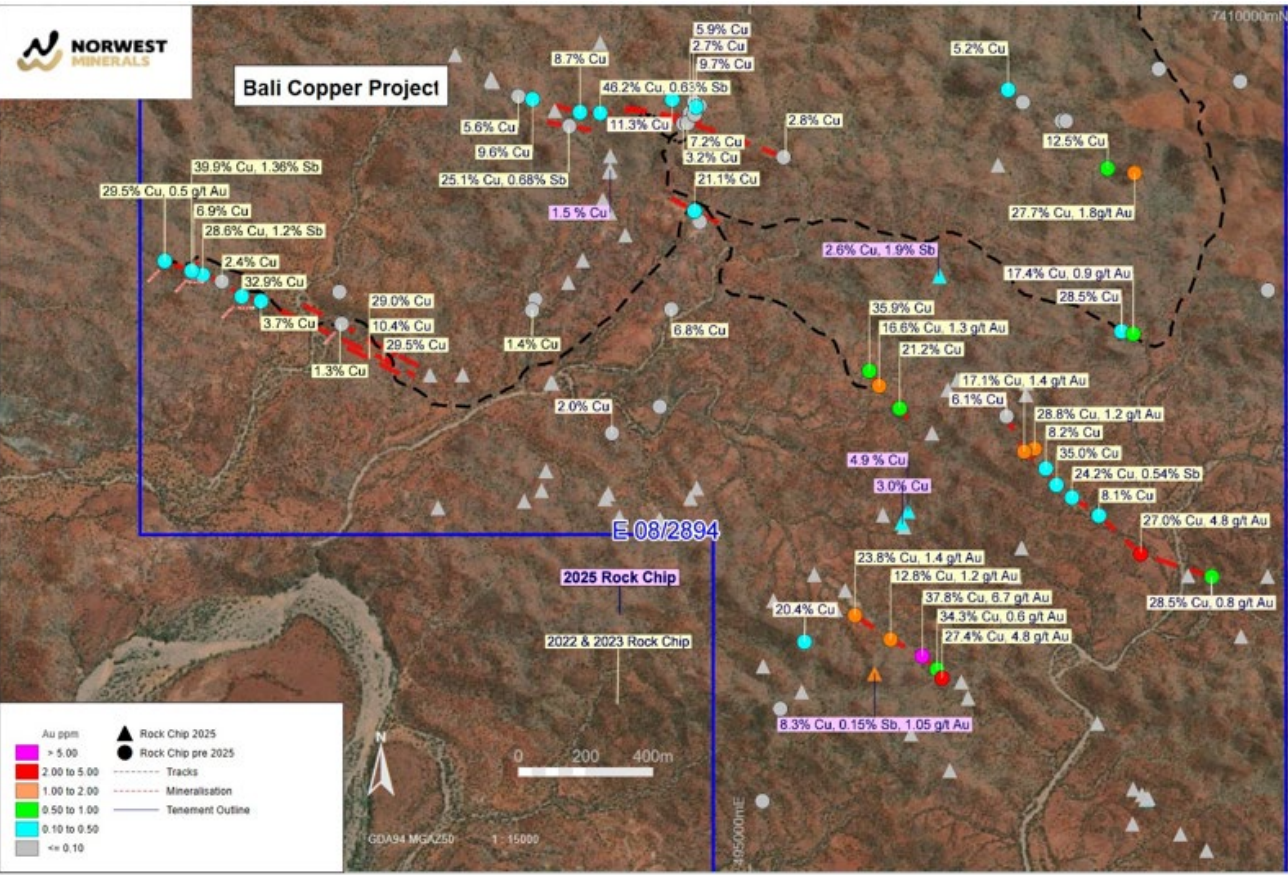 NORWEST
MINERALS
Bali Copper Project
7410000mN
5.9% Cu
2.7% Cu
9.7% Cu
8.7% Cu
46.2% Cu, 0.63% Sb
5.6% Cu
11.3% Cu
9.6% Cu
7.2% Cu
3.2% Cu
2.8% Cu
25.1% Cu, 0.68% Sb
21.1% Cu
1.5 % Cu
5.2% Cu
12.5% Cu
27.7% Cu, 1.8g/t Au
39.9% Cu, 1.36% Sb
29.5% Cu, 0.5 g/t Au
6.9% Cu
28.6% Cu, 1.2% Sb
2.4% Cu
32.9% Cu
3.7% Cu
29.0% Cu
10.4% Cu
29.5% Cu
1.3% Cu
1.4% Cu
6.8% Cu
2.0% Cu
2.6% Cu, 1.9% Sb
17.4% Cu, 0.9 g/t Au
28.5% Cu
35.9% Cu
16.6% Cu, 1.3 g/t Au
21.2% Cu
17.1% Cu, 1.4 g/t Au
6.1% Cu
28.8% Cu, 1.2 g/t Au
8.2% Cu
35.0% Cu
24.2% Cu, 0.54% Sb
8.1% Cu
27.0% Cu, 4.8 g/t Au
28.5% Cu, 0.8 g/t Au
4.9 % Cu
3.0% Cu
E 08/2894
23.8% Cu, 1.4 g/t Au
12.8% Cu, 1.2 g/t Au
37.8% Cu, 6.7 g/t Au
34.3% Cu, 0.6 g/t Au
27.4% Cu, 4.8 g/t Au
20.4% Cu
8.3% Cu, 0.15% Sb, 1.05 g/t Au
2025 Rock Chip
2022 & 2023 Rock Chip
Au ppm
> 5.00
2.00 to 5.00
1.00 to 2.00
0.50 to 1.00
0.10 to 0.50
<= 0.10
Rock Chip 2025
Rock Chip pre 2025
Tracks
Mineralisation
Tenement Outline
N
0 200 400m
GDA94 MGAZ50
1 : 15000
495000mE